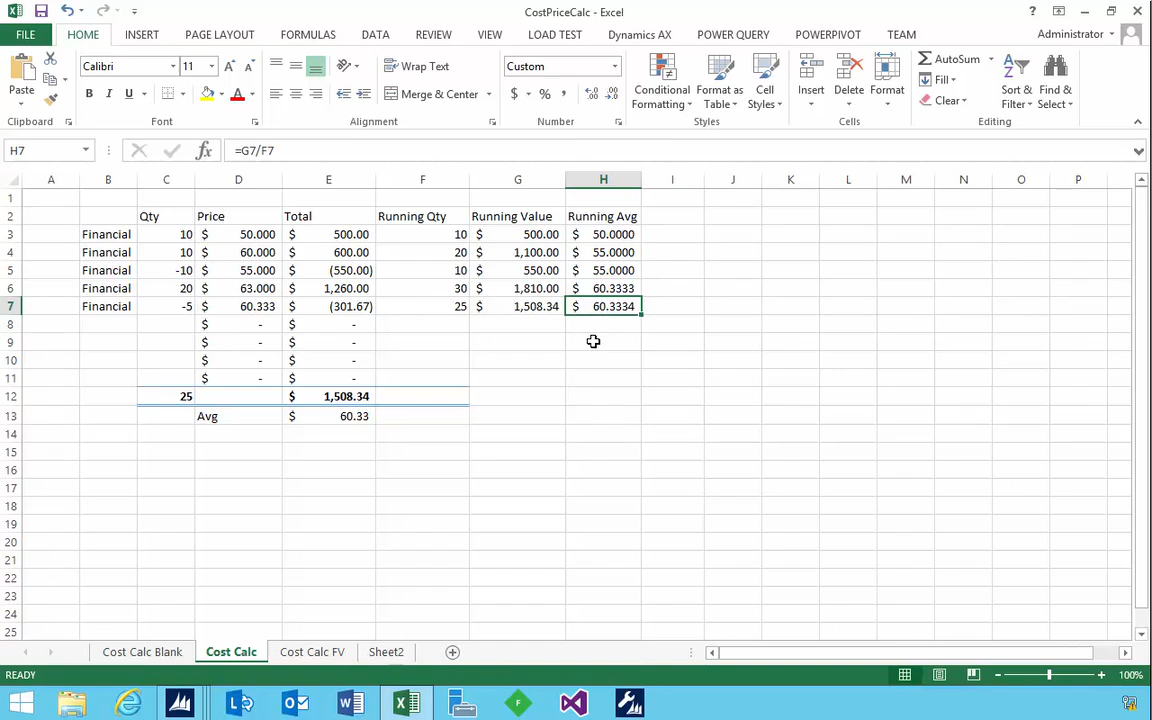 CostPriceCalc - Excel
FILE HOME INSERT PAGE LAYOUT FORMULAS DATA REVIEW VIEW LOAD TEST Dynamics AX POWER QUERY POWERPIVOT TEAM Administrator
Paste
Calibri 11
B I U
Wrap Text
Merge & Center
Custom
$ % ,
Conditional Formatting
Format as Table
Cell Styles
Insert Delete Format
AutoSum
Fill
Clear
Sort & Filter
Find & Select
Clipboard Font Alignment Number Styles Cells Editing
H7 fx =G7/F7
A B C D E F G H I J K L M N O P
1
2 Qty Price Total Running Qty Running Value Running Avg
3 Financial 10 $ 50.000 $ 500.00 10 $ 500.00 $ 50.0000
4 Financial 10 $ 60.000 $ 600.00 20 $ 1,100.00 $ 55.0000
5 Financial -10 $ 55.000 $ (550.00) 10 $ 550.00 $ 55.0000
6 Financial 20 $ 63.000 $ 1,260.00 30 $ 1,810.00 $ 60.3333
7 Financial -5 $ 60.333 $ (301.67) 25 $ 1,508.34 $ 60.3334
8 $ - $ -
9 $ - $ -
10 $ - $ -
11 $ - $ -
12 25 $ 1,508.34
13 Avg $ 60.33
14
15
16
17
18
19
20
21
22
23
24
25
Cost Calc Blank Cost Calc Cost Calc FV Sheet2
READY 100%